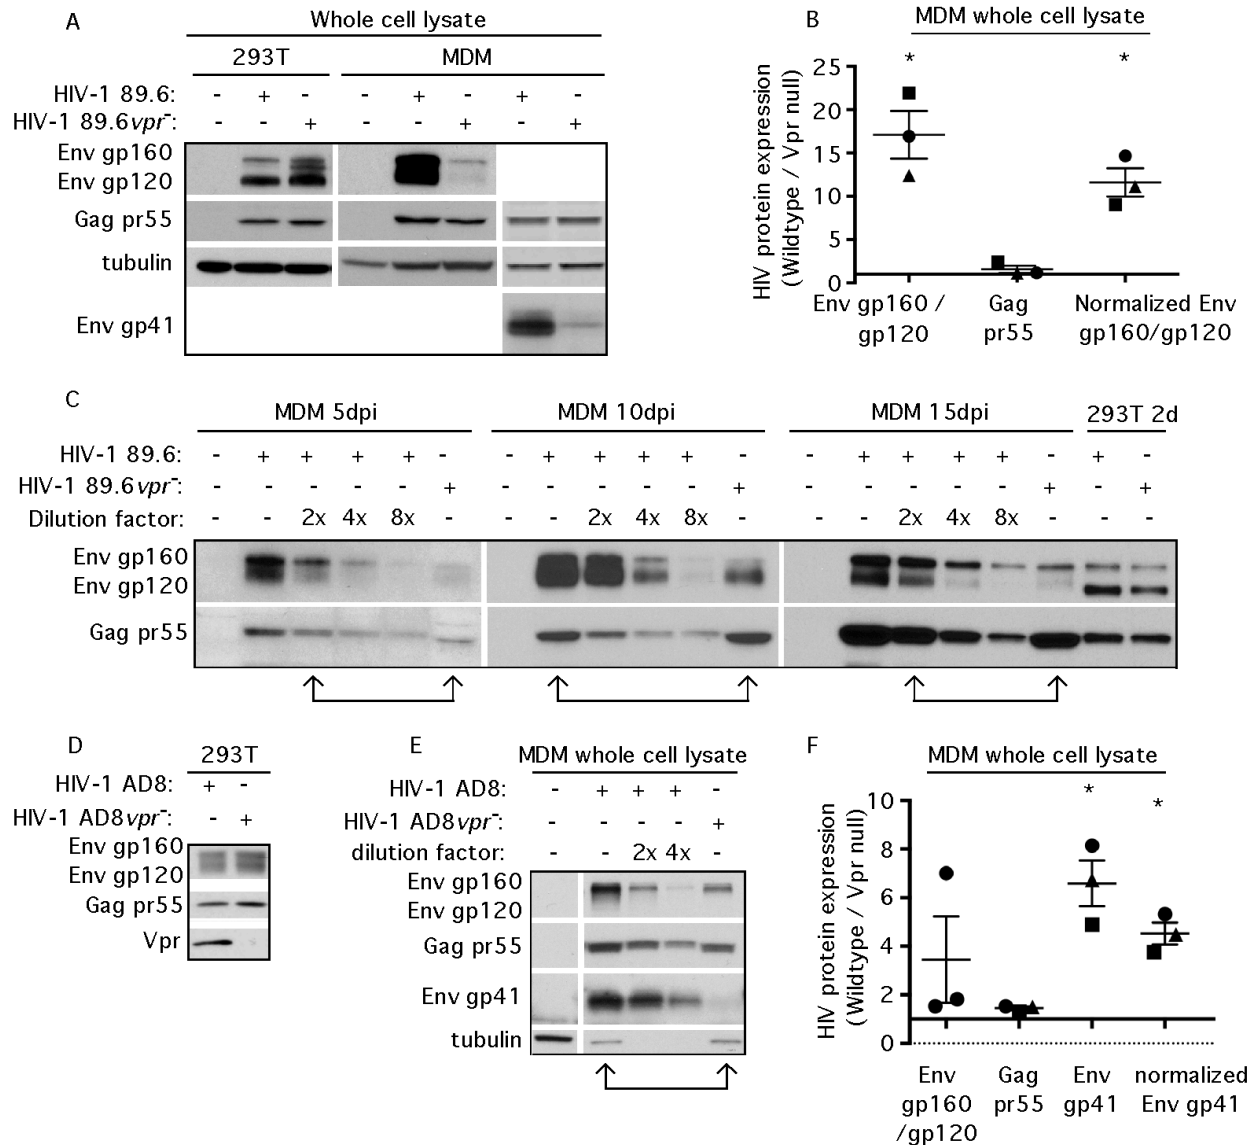 A
Whole cell lysate
293T
MDM
HIV-1 89.6: - + - - + - + -
HIV-1 89.6vpr⁻: - - + - - + - +
Env gp160
Env gp120
Gag pr55
tubulin
Env gp41
B
MDM whole cell lysate
* *
HIV protein expression
(Wildtype / Vpr null)
25
20
15
10
5
0
Env gp160 /
gp120
Gag
pr55
Normalized Env
gp160/gp120
C
MDM 5dpi
MDM 10dpi
MDM 15dpi
293T 2d
HIV-1 89.6: - + + + + - - + + + + - - + + + + - + -
HIV-1 89.6vpr⁻: - - - - - + - - - - - + - - - - - + - +
Dilution factor: - - 2x 4x 8x - - - 2x 4x 8x - - - 2x 4x 8x - - -
Env gp160
Env gp120
Gag pr55
D
293T
HIV-1 AD8: + -
HIV-1 AD8vpr⁻: - +
Env gp160
Env gp120
Gag pr55
Vpr
E
MDM whole cell lysate
HIV-1 AD8: - + + + -
HIV-1 AD8vpr⁻: - - - - +
dilution factor: - - 2x 4x -
Env gp160
Env gp120
Gag pr55
Env gp41
tubulin
F
MDM whole cell lysate
* *
HIV protein expression
(Wildtype / Vpr null)
10
8
6
4
2
0
Env
gp160
/gp120
Gag
pr55
Env
gp41
normalized
Env gp41